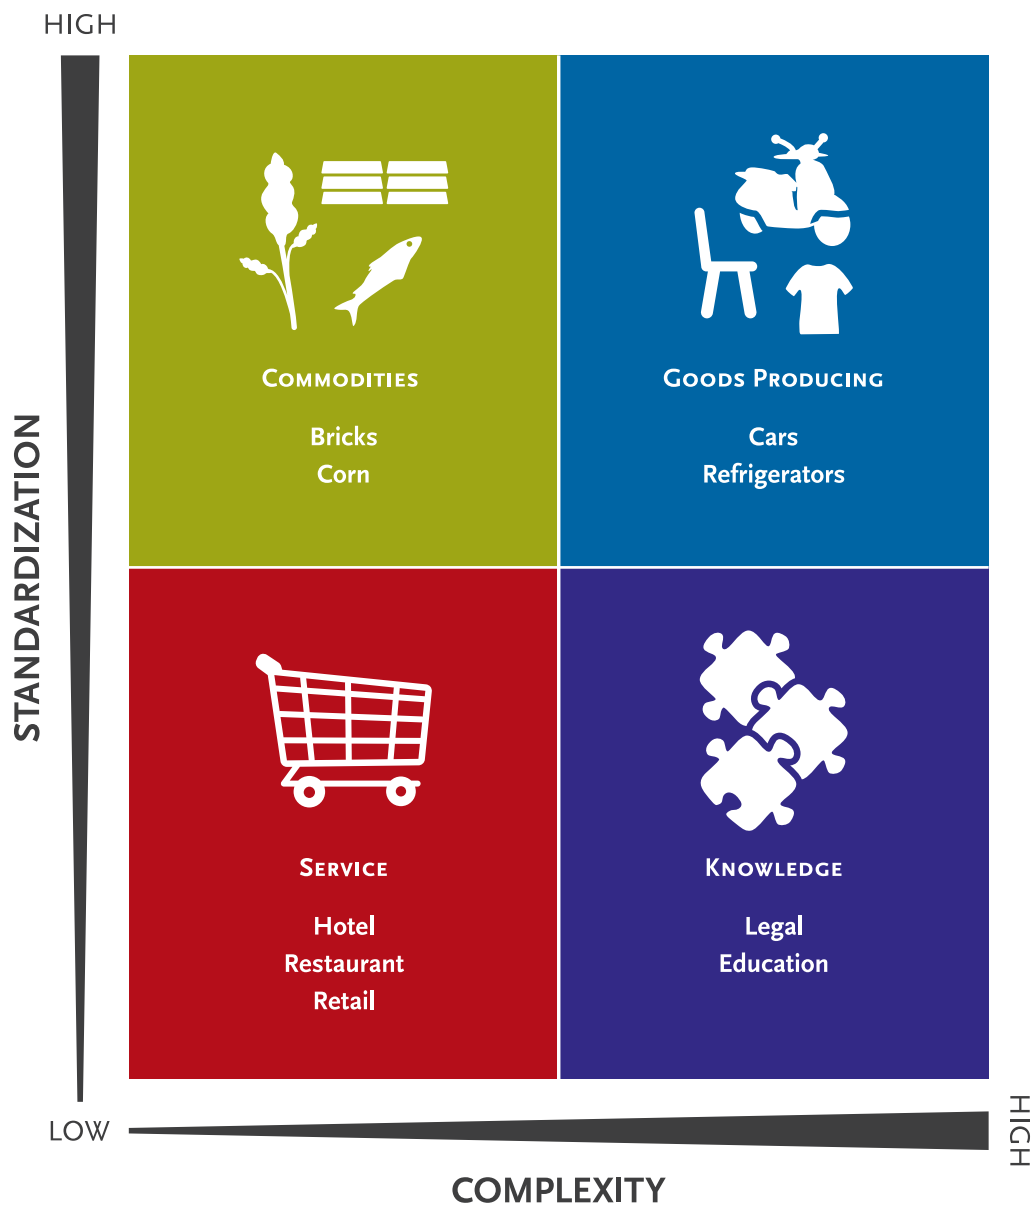 HIGH
STANDARDIZATION
COMMODITIES
Bricks
Corn
GOODS PRODUCING
Cars
Refrigerators
SERVICE
Hotel
Restaurant
Retail
KNOWLEDGE
Legal
Education
LOW
HIGH
COMPLEXITY